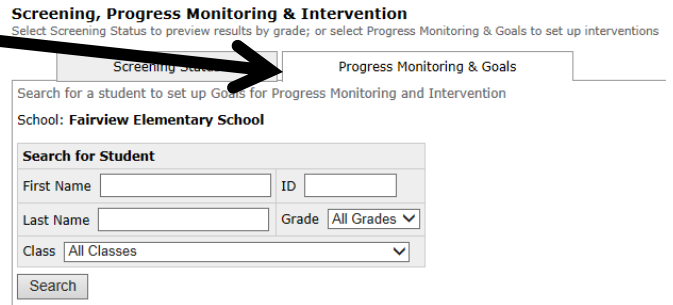 Screening, Progress Monitoring & Intervention
Select Screening Status to preview results by grade; or select Progress Monitoring & Goals to set up interventions
Screening Status Progress Monitoring & Goals
Search for a student to set up Goals for Progress Monitoring and Intervention
School: Fairview Elementary School
Search for Student
First Name ID
Last Name Grade All Grades
Class All Classes
Search